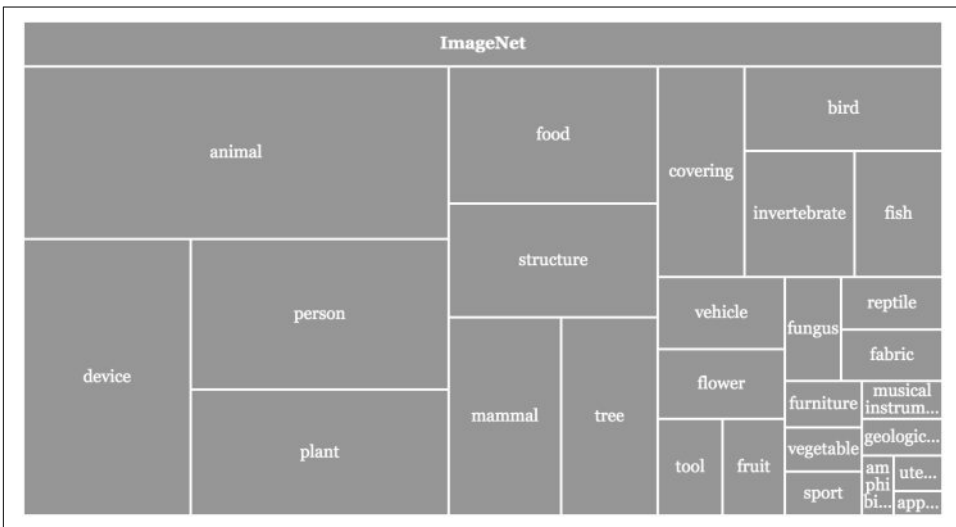 ImageNet
animal
food
covering
bird
invertebrate
fish
structure
device
person
plant
mammal
tree
vehicle
flower
tool
fruit
fungus
reptile
fabric
furniture
vegetable
sport
musical
instrum...
geologic...
am
phi
bi...
ute...
app...